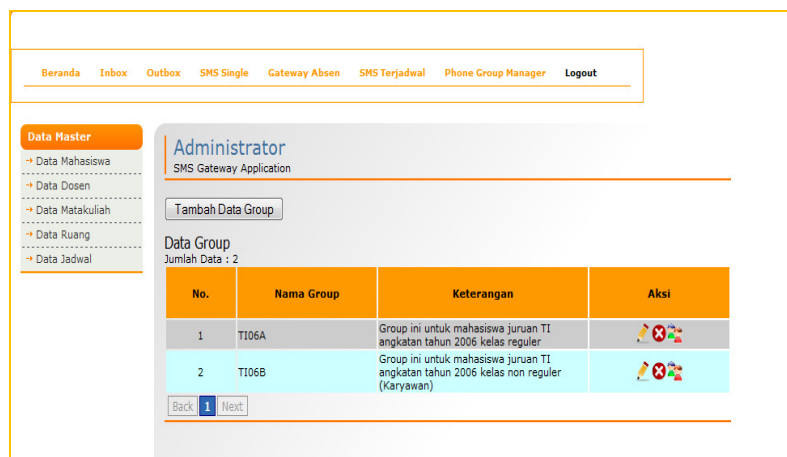 Beranda Inbox Outbox SMS Single Gateway Absen SMS Terjadwal Phone Group Manager Logout
Data Master
Data Mahasiswa
Data Dosen
Data Matakuliah
Data Ruang
Data Jadwal
Administrator
SMS Gateway Application
Tambah Data Group
Data Group
Jumlah Data : 2
No. Nama Group Keterangan Aksi
1 TI06A Group ini untuk mahasiswa juruan TI
angkatan tahun 2006 kelas reguler
2 TI06B Group ini untuk mahasiswa juruan TI
angkatan tahun 2006 kelas non reguler
(Karyawan)
Back 1 Next